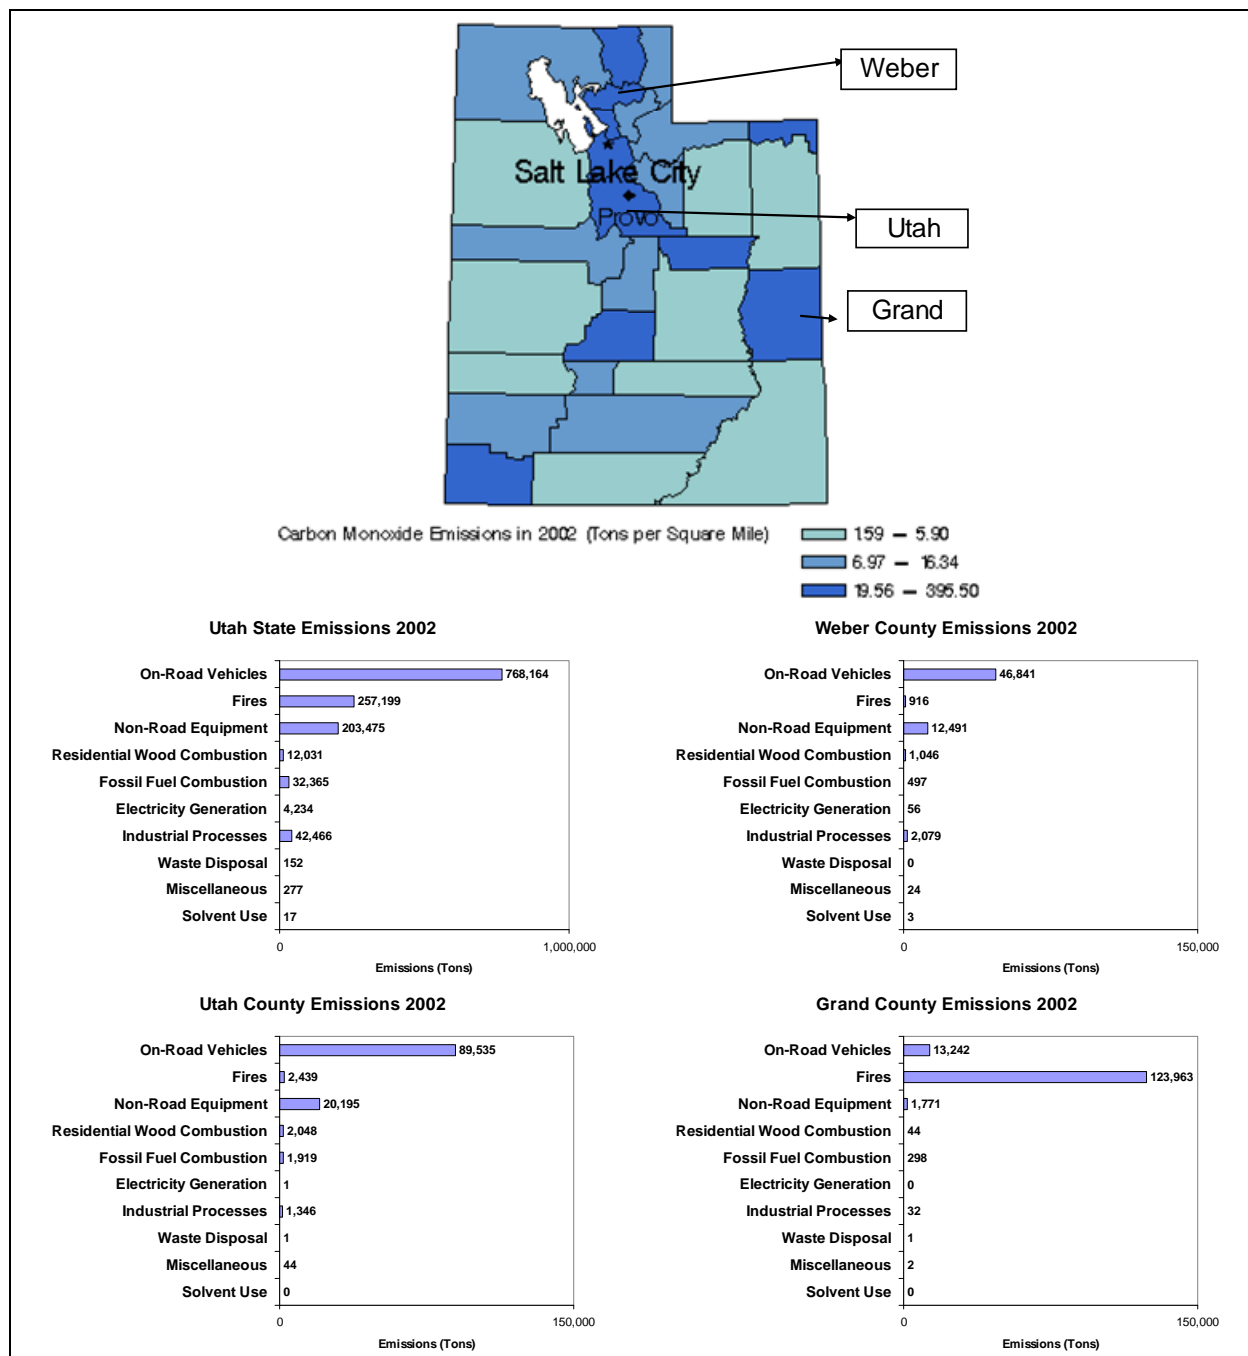 Weber
Salt Lake City
Provo
Utah
Grand
Carbon Monoxide Emissions in 2002 (Tons per Square Mile)
1.59 – 5.90
6.97 – 16.34
19.56 – 395.50
Utah State Emissions 2002
On-Road Vehicles 768,164
Fires 257,199
Non-Road Equipment 203,475
Residential Wood Combustion 12,031
Fossil Fuel Combustion 32,365
Electricity Generation 4,234
Industrial Processes 42,466
Waste Disposal 152
Miscellaneous 277
Solvent Use 17
0 1,000,000
Emissions (Tons)
Weber County Emissions 2002
On-Road Vehicles 46,841
Fires 916
Non-Road Equipment 12,491
Residential Wood Combustion 1,046
Fossil Fuel Combustion 497
Electricity Generation 56
Industrial Processes 2,079
Waste Disposal 0
Miscellaneous 24
Solvent Use 3
0 150,000
Emissions (Tons)
Utah County Emissions 2002
On-Road Vehicles 89,535
Fires 2,439
Non-Road Equipment 20,195
Residential Wood Combustion 2,048
Fossil Fuel Combustion 1,919
Electricity Generation 1
Industrial Processes 1,346
Waste Disposal 1
Miscellaneous 44
Solvent Use 0
0 150,000
Emissions (Tons)
Grand County Emissions 2002
On-Road Vehicles 13,242
Fires 123,963
Non-Road Equipment 1,771
Residential Wood Combustion 44
Fossil Fuel Combustion 298
Electricity Generation 0
Industrial Processes 32
Waste Disposal 1
Miscellaneous 2
Solvent Use 0
0 150,000
Emissions (Tons)